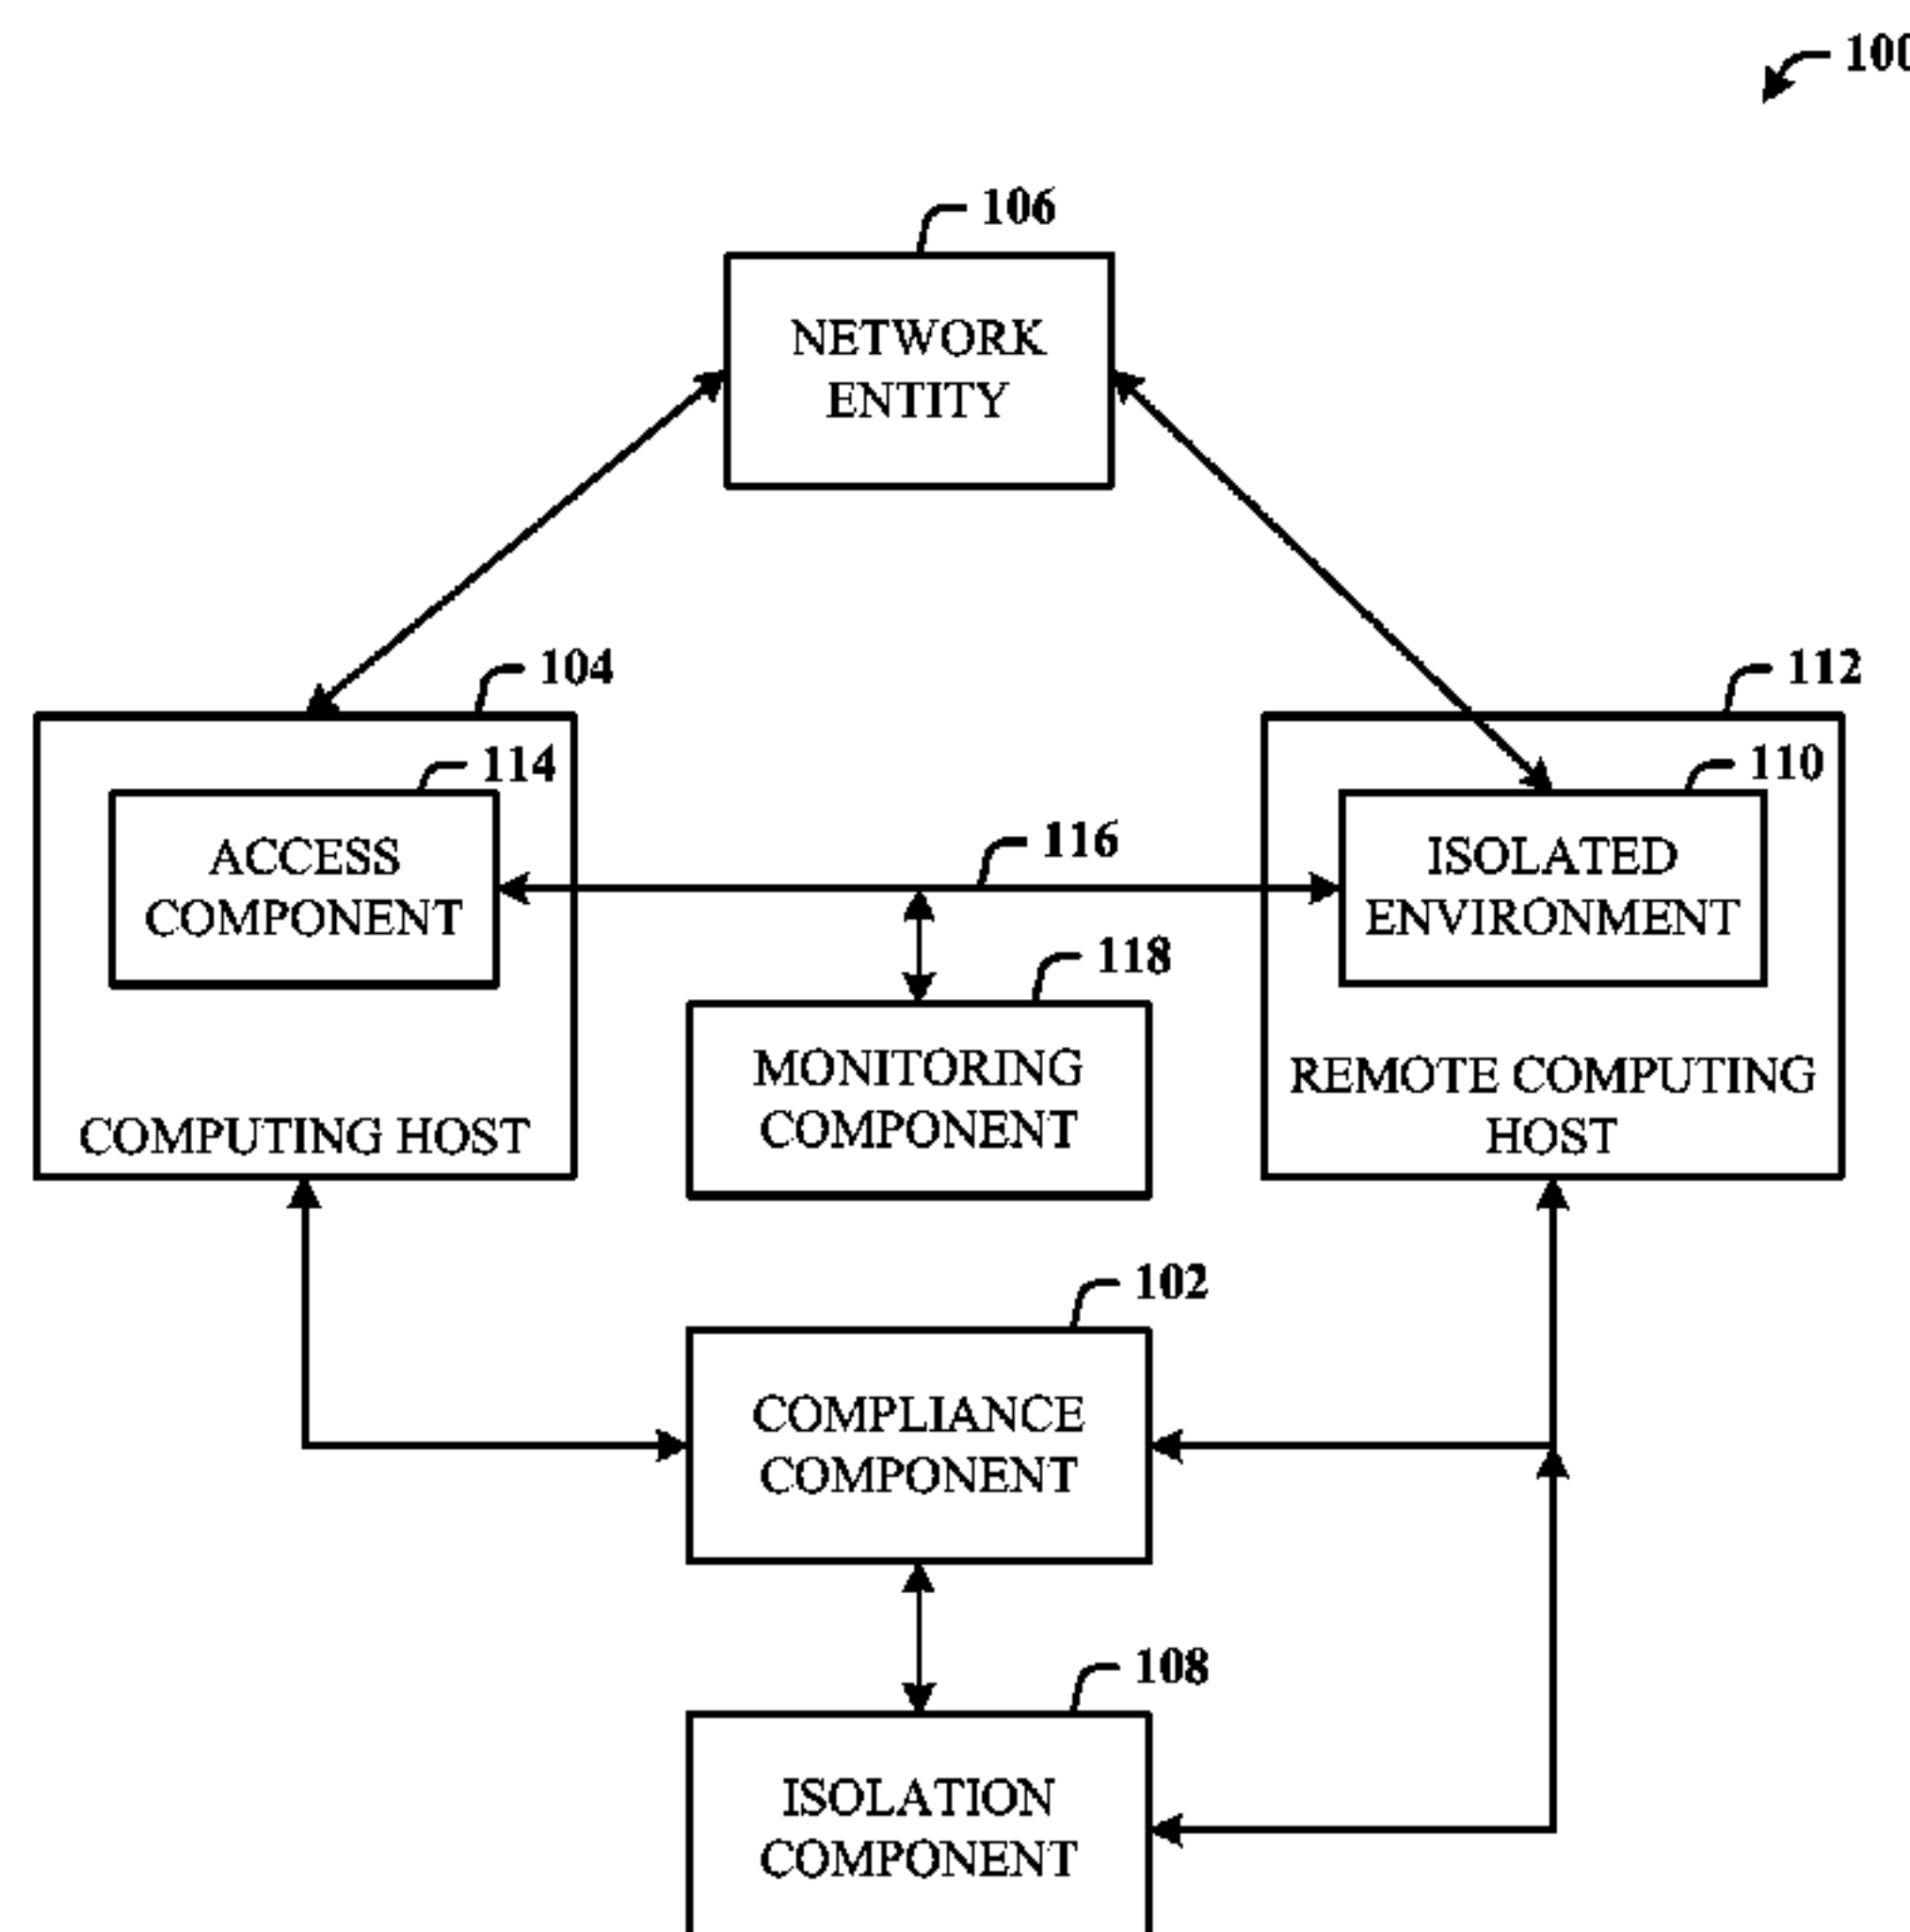 100
106
NETWORK
ENTITY
104
112
114
110
ACCESS
COMPONENT
116
ISOLATED
ENVIRONMENT
118
MONITORING
COMPONENT
COMPUTING HOST
REMOTE COMPUTING
HOST
102
COMPLIANCE
COMPONENT
108
ISOLATION
COMPONENT